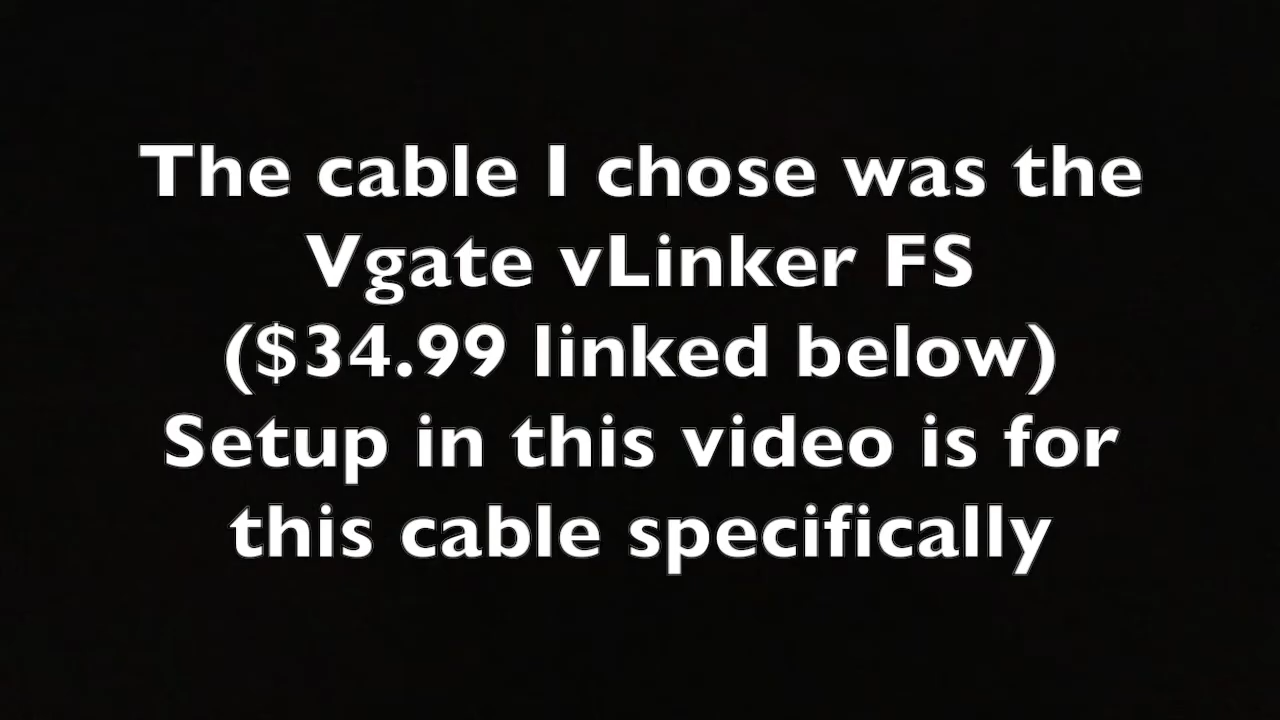 The cable I chose was the
Vgate vLinker FS
($34.99 linked below)
Setup in this video is for
this cable specifically